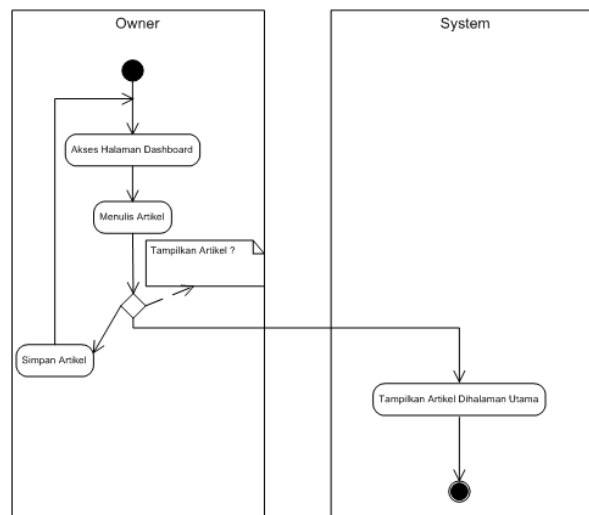 Owner
System
Akses Halaman Dashboard
Menulis Artikel
Tampilkan Artikel ?
Simpan Artikel
Tampilkan Artikel Dihalaman Utama